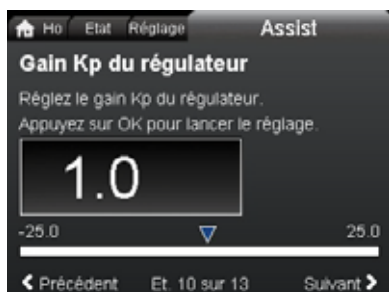 Ho Etat Réglage Assist
Gain Kp du régulateur
Réglez le gain Kp du régulateur.
Appuyez sur OK pour lancer le réglage.
1.0
-25.0 25.0
Précédent Et. 10 sur 13 Suivant